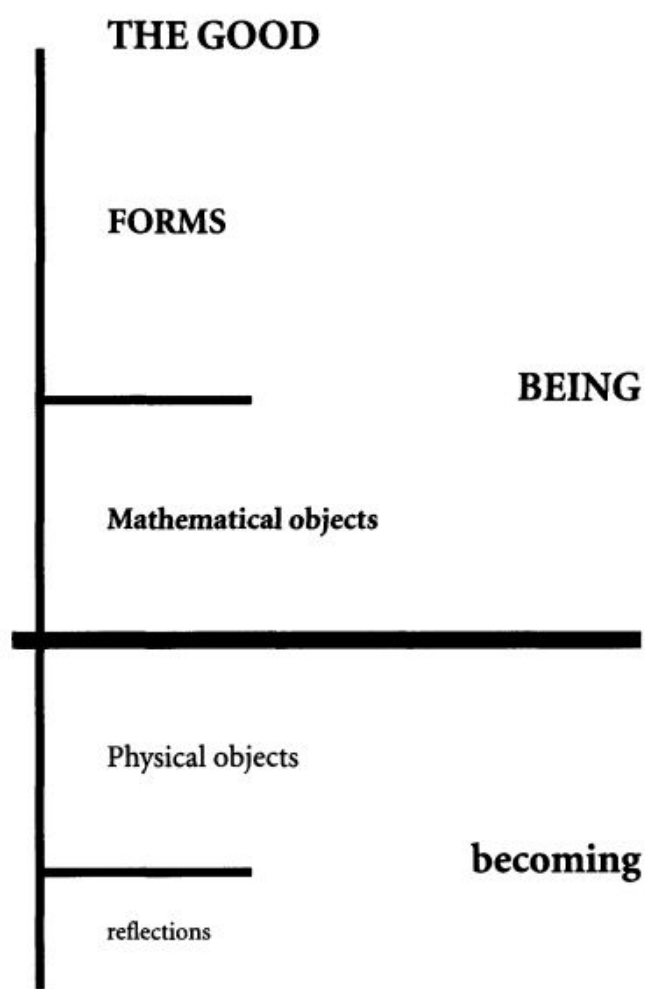 THE GOOD
FORMS
BEING
Mathematical objects
Physical objects
becoming
reflections